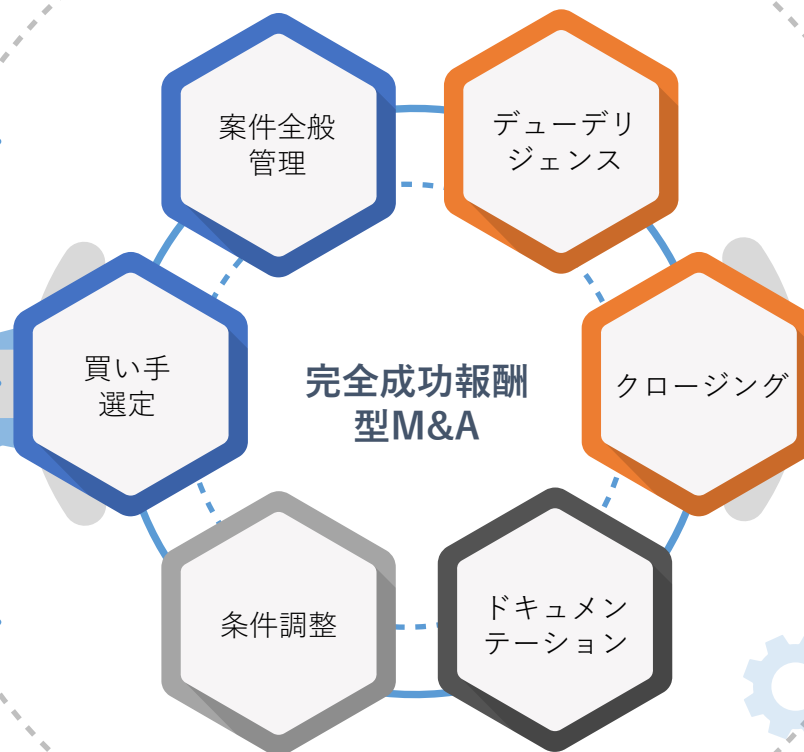 案件全般
管理
デューデリ
ジェンス
買い手
選定
完全成功報酬
型M&A
クロージング
条件調整
ドキュメン
テーション